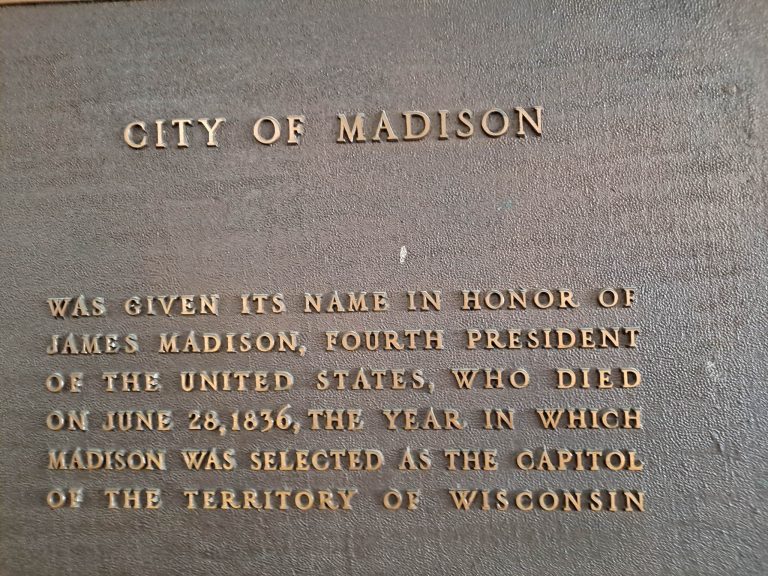 CITY OF MADISON
WAS GIVEN ITS NAME IN HONOR OF
JAMES MADISON, FOURTH PRESIDENT
OF THE UNITED STATES, WHO DIED
ON JUNE 28,1836, THE YEAR IN WHICH
MADISON WAS SELECTED AS THE CAPITOL
OF THE TERRITORY OF WISCONSIN